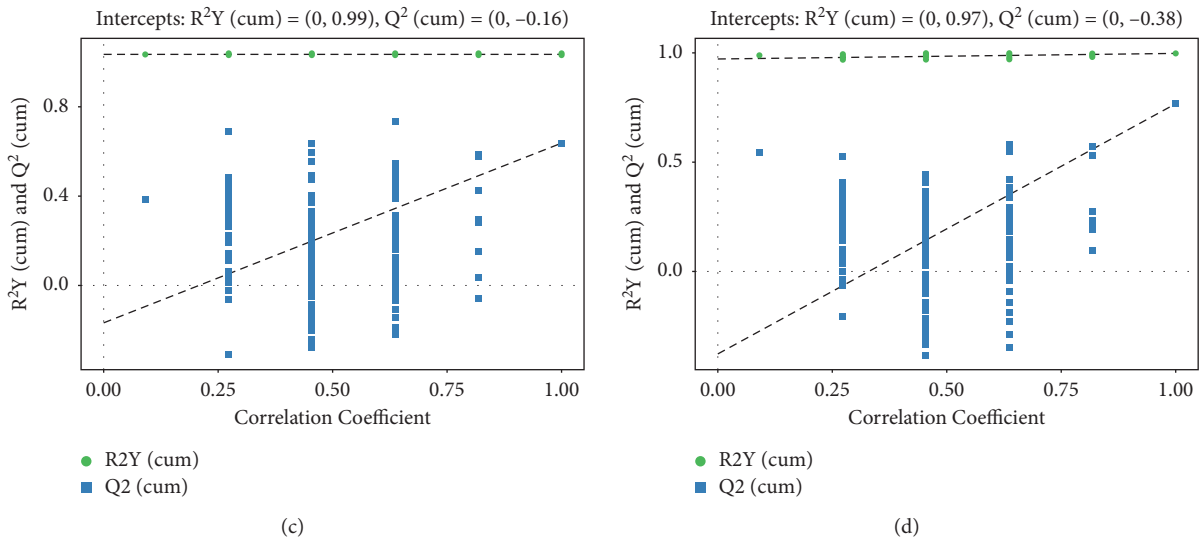 Intercepts: R²Y (cum) = (0, 0.99), Q² (cum) = (0, –0.16)
R²Y (cum) and Q² (cum)
0.8
0.4
0.0
0.00 0.25 0.50 0.75 1.00
Correlation Coefficient
R2Y (cum)
Q2 (cum)
(c)
Intercepts: R²Y (cum) = (0, 0.97), Q² (cum) = (0, –0.38)
R²Y (cum) and Q² (cum)
1.0
0.5
0.0
0.00 0.25 0.50 0.75 1.00
Correlation Coefficient
R2Y (cum)
Q2 (cum)
(d)